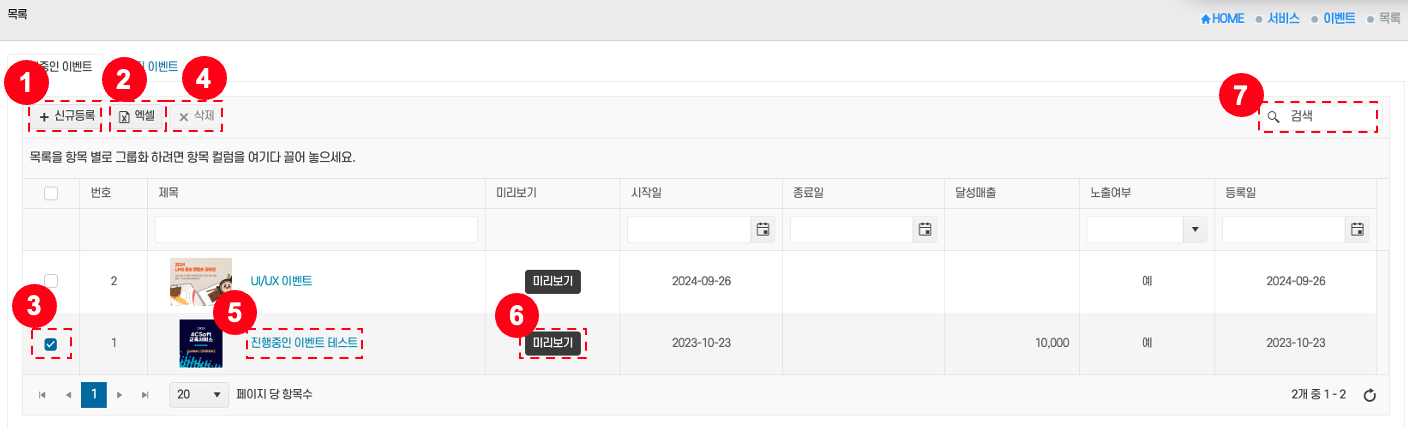 목록
HOME 서비스 이벤트 목록
중인 이벤트 이벤트
1 2 4 7
신규등록 엑셀 삭제 검색
목록을 항목 별로 그룹화 하려면 항목 컬럼을 여기다 끌어 놓으세요.
번호 제목 미리보기 시작일 종료일 달성매출 노출여부 등록일
2 2024 UI/UX 이벤트 미리보기 2024-09-26 예 2024-09-26
3 5 6
1 4CSoft 교육서비스 진행중인 이벤트 테스트 미리보기 2023-10-23 10,000 예 2023-10-23
1 20 페이지 당 항목수 2개 중 1 - 2